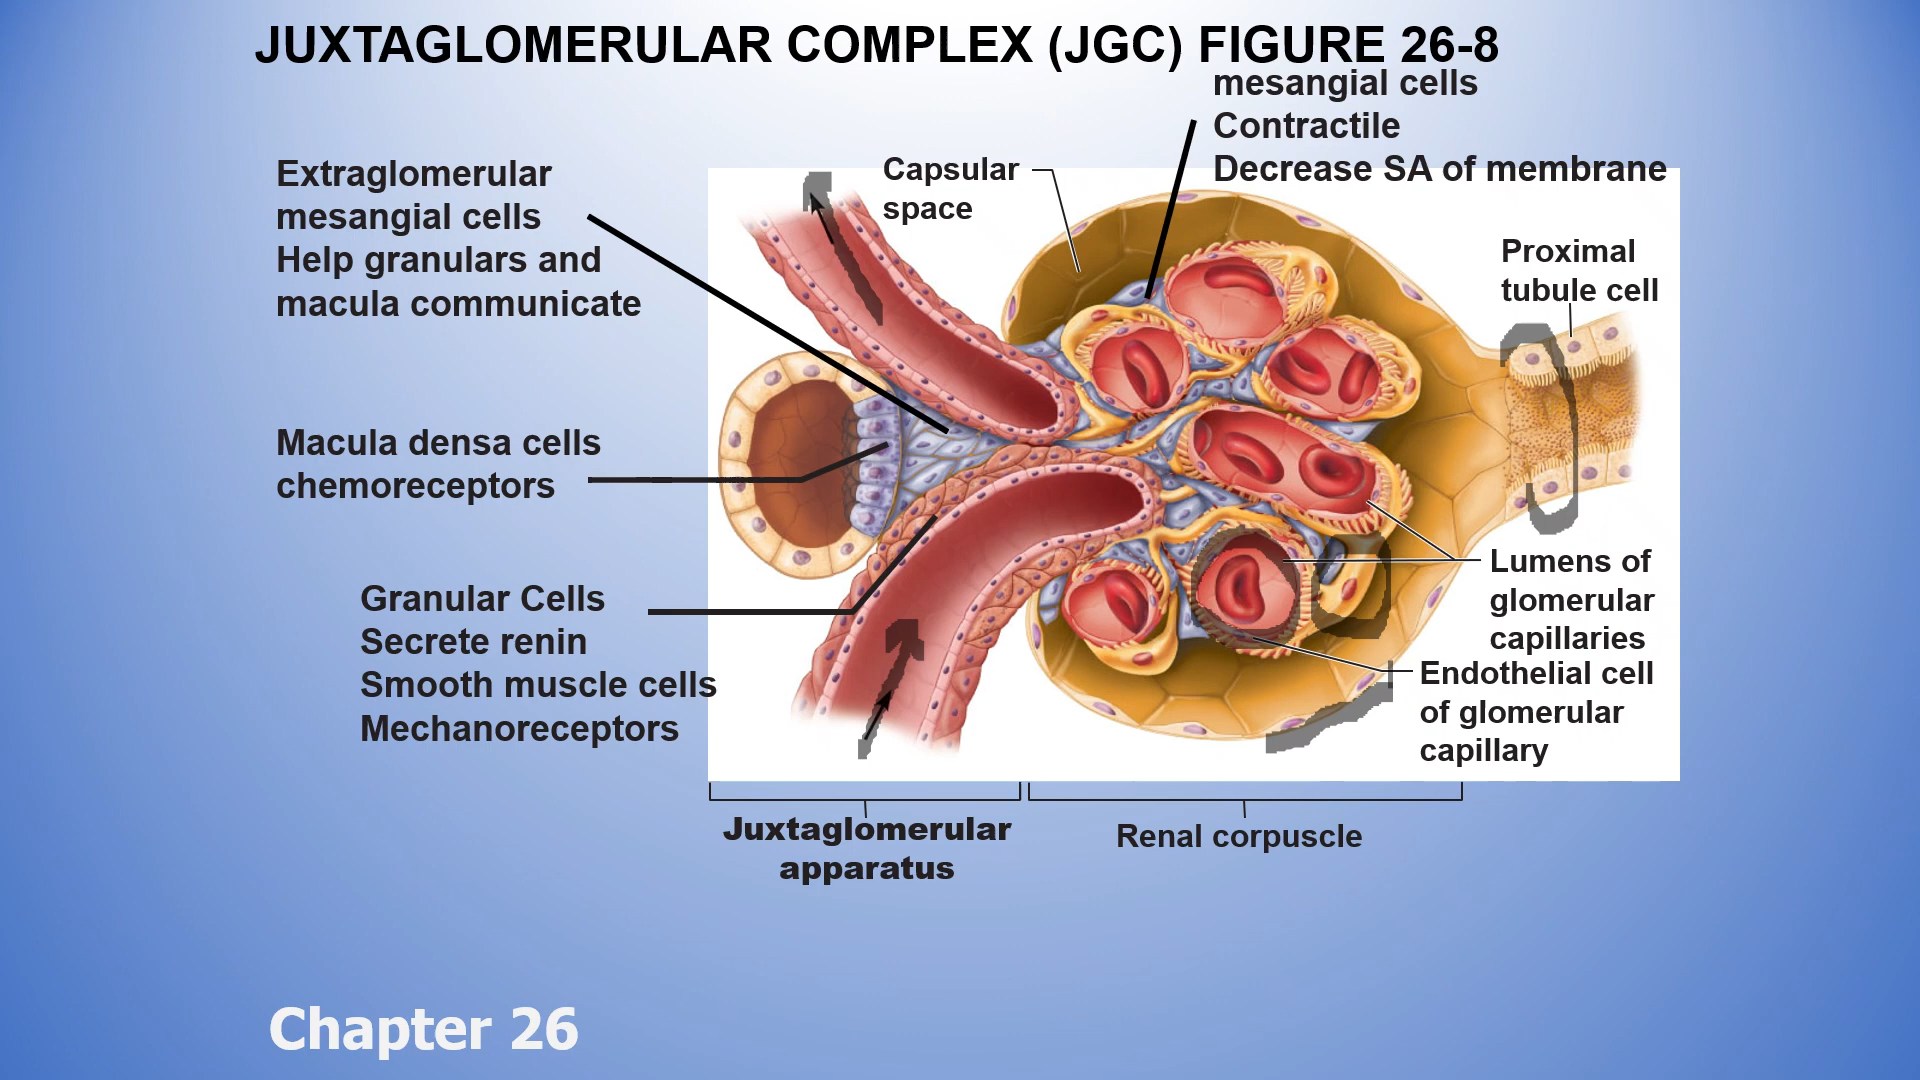 JUXTAGLOMERULAR COMPLEX (JGC) FIGURE 26-8
mesangial cells
Contractile
Decrease SA of membrane
Extraglomerular
mesangial cells
Help granulars and
macula communicate
Capsular
space
Proximal
tubule cell
Macula densa cells
chemoreceptors
Granular Cells
Secrete renin
Smooth muscle cells
Mechanoreceptors
Lumens of
glomerular
capillaries
Endothelial cell
of glomerular
capillary
Juxtaglomerular
apparatus
Renal corpuscle
Chapter 26